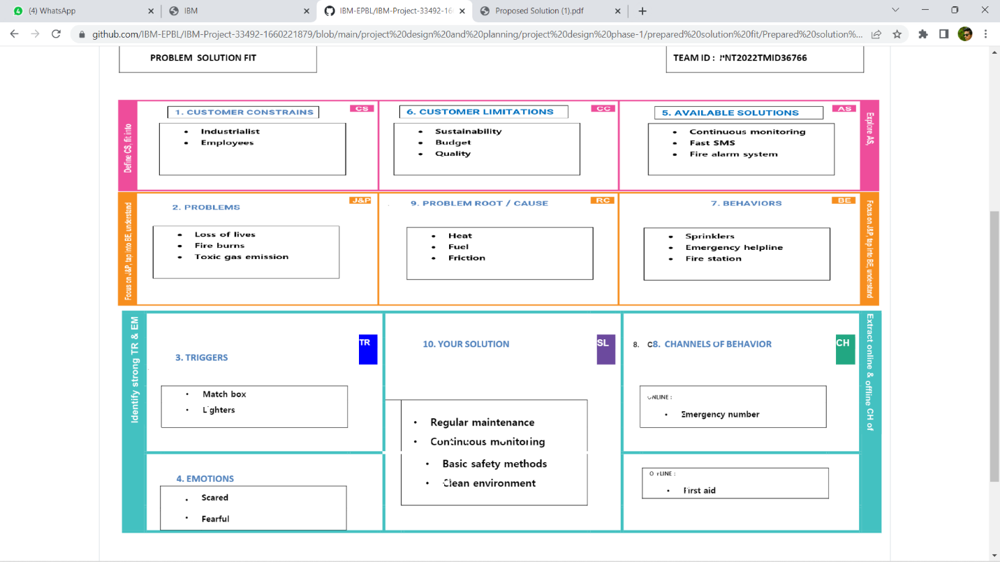 (4) WhatsApp
IBM
IBM-EPBL/IBM-Project-33492-16
Proposed Solution (1).pdf
github.com/IBM-EPBL/IBM-Project-33492-1660221879/blob/main/project%20design%20and%20planning/project%20design%20phase-1/prepared%20solution%20fit/Prepared%20solution%...
PROBLEM SOLUTION FIT
TEAM ID : PNT2022TMID36766
Define CS, fit into
1. CUSTOMER CONSTRAINS
CS
• Industrialist
• Employees
6. CUSTOMER LIMITATIONS
CC
• Sustainability
• Budget
• Quality
5. AVAILABLE SOLUTIONS
AS
• Continuous monitoring
• Fast SMS
• Fire alarm system
Explore AS,
Focus on J&P, tap into BE, understand
2. PROBLEMS
J&P
• Loss of lives
• Fire burns
• Toxic gas emission
9. PROBLEM ROOT / CAUSE
RC
• Heat
• Fuel
• Friction
7. BEHAVIORS
BE
• Sprinklers
• Emergency helpline
• Fire station
Focus on J&P, tap into BE, understand
Identify strong TR & EM
3. TRIGGERS
TR
• Match box
• Lighters
4. EMOTIONS
• Scared
• Fearful
10. YOUR SOLUTION
SL
• Regular maintenance
• Continuous monitoring
• Basic safety methods
• Clean environment
8. C8. CHANNELS OF BEHAVIOR
CH
ONLINE :
• Emergency number
OFFLINE :
• First aid
Extract online & offline CH of